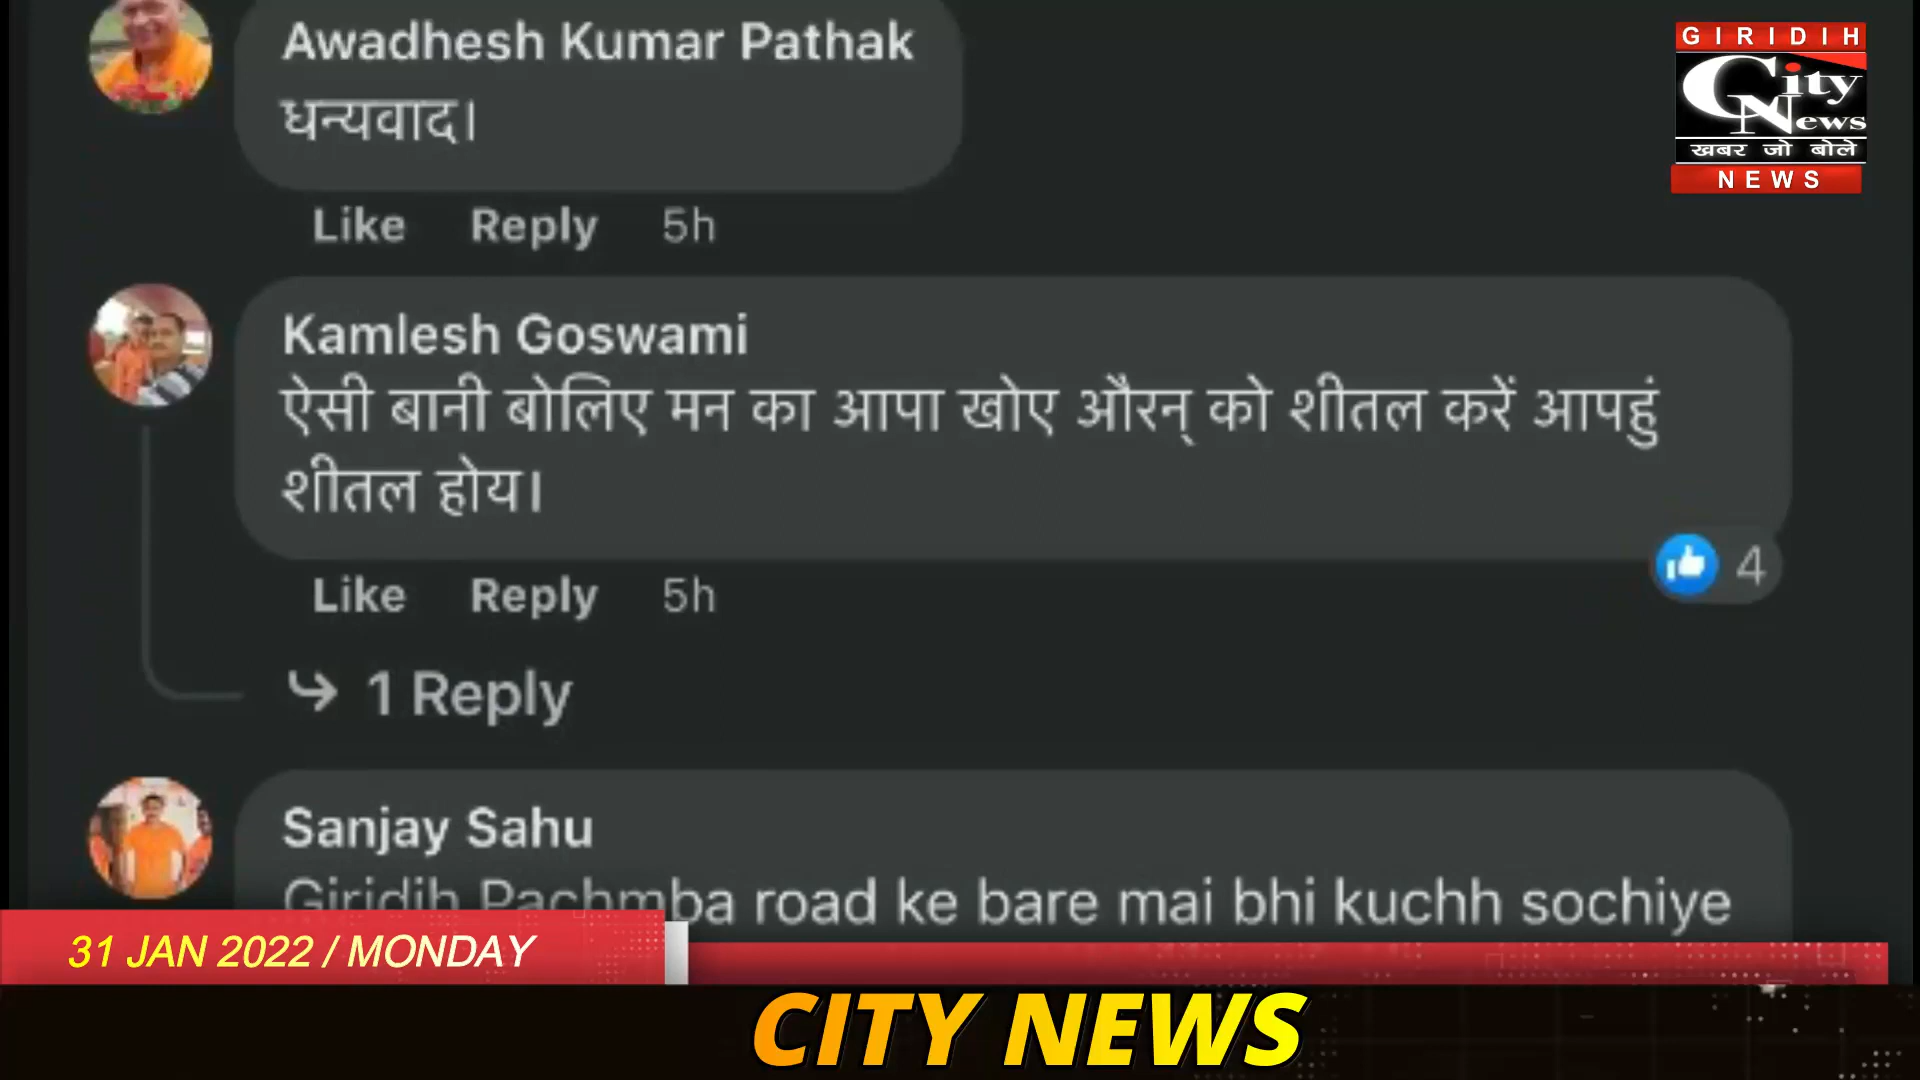 Awadhesh Kumar Pathak
धन्यवाद।
Like Reply 5h
Kamlesh Goswami
ऐसी बानी बोलिए मन का आपा खोए औरन् को शीतल करें आपहुं
शीतल होय।
4
Like Reply 5h
1 Reply
Sanjay Sahu
Giridih Pachmba road ke bare mai bhi kuchh sochiye
GIRIDIH
City News
खबर जो बोले
NEWS
31 JAN 2022 / MONDAY
CITY NEWS